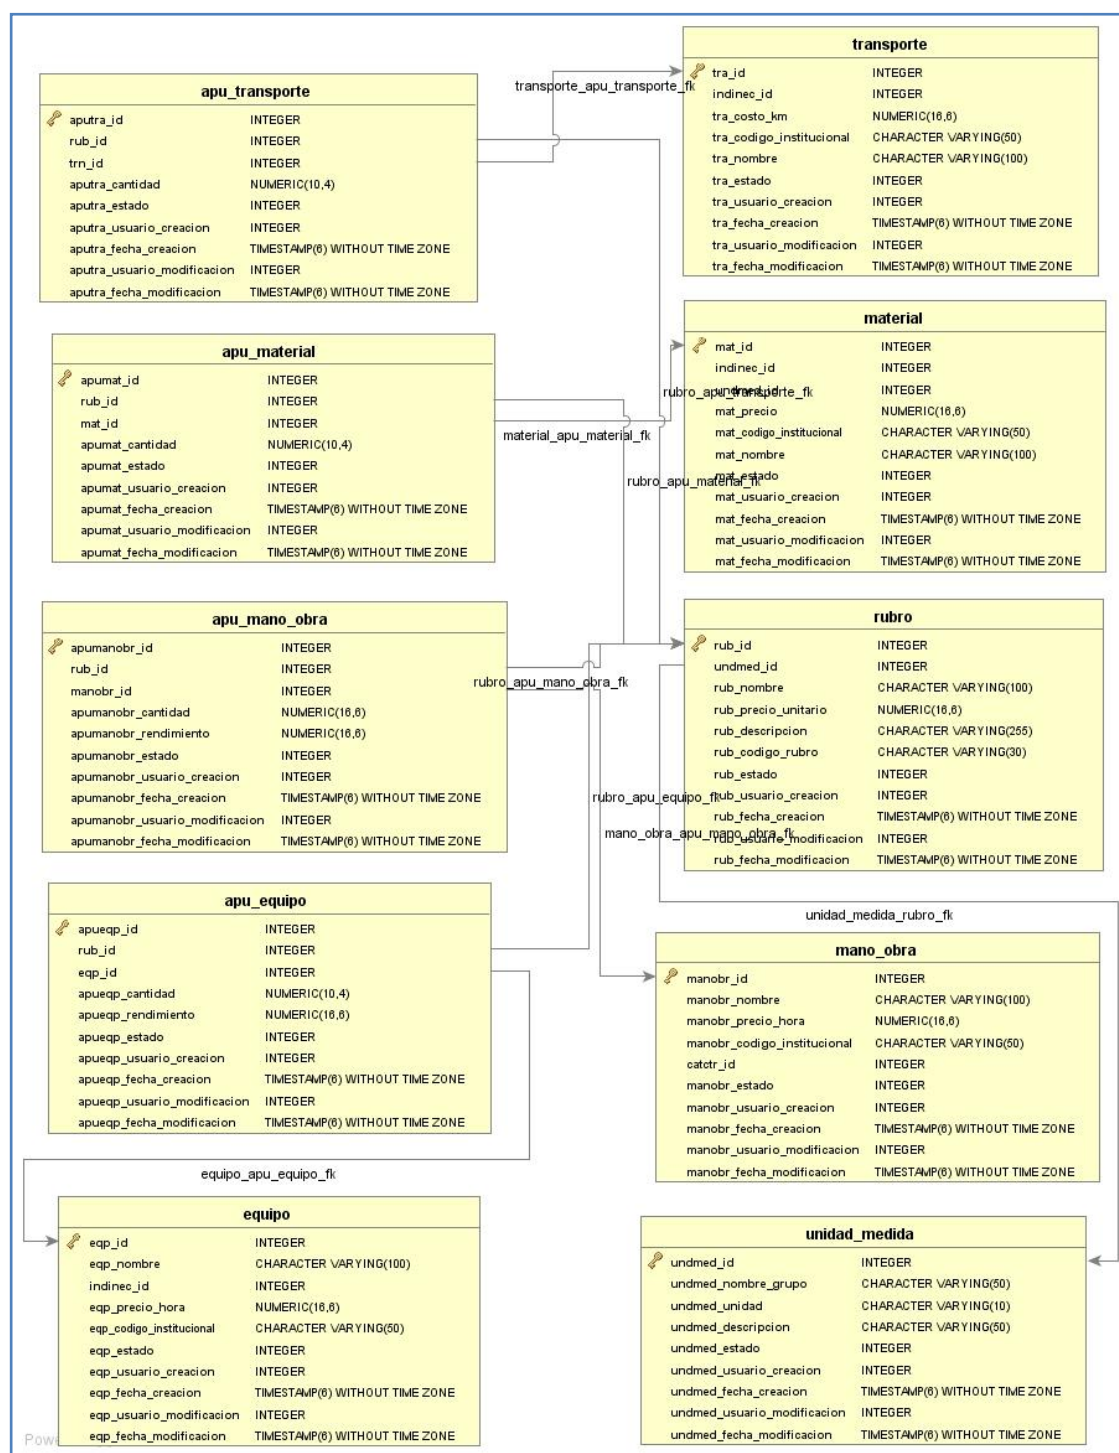 apu_transporte
aputra_id INTEGER
rub_id INTEGER
trn_id INTEGER
aputra_cantidad NUMERIC(10,4)
aputra_estado INTEGER
aputra_usuario_creacion INTEGER
aputra_fecha_creacion TIMESTAMP(6) WITHOUT TIME ZONE
aputra_usuario_modificacion INTEGER
aputra_fecha_modificacion TIMESTAMP(6) WITHOUT TIME ZONE
transporte_apu_transporte_fk
transporte
tra_id INTEGER
indinec_id INTEGER
tra_costo_km NUMERIC(16,6)
tra_codigo_institucional CHARACTER VARYING(50)
tra_nombre CHARACTER VARYING(100)
tra_estado INTEGER
tra_usuario_creacion INTEGER
tra_fecha_creacion TIMESTAMP(6) WITHOUT TIME ZONE
tra_usuario_modificacion INTEGER
tra_fecha_modificacion TIMESTAMP(6) WITHOUT TIME ZONE
apu_material
apumat_id INTEGER
rub_id INTEGER
mat_id INTEGER
apumat_cantidad NUMERIC(10,4)
apumat_estado INTEGER
apumat_usuario_creacion INTEGER
apumat_fecha_creacion TIMESTAMP(6) WITHOUT TIME ZONE
apumat_usuario_modificacion INTEGER
apumat_fecha_modificacion TIMESTAMP(6) WITHOUT TIME ZONE
material_apu_material_fk
rubro_apu_transporte_fk
rubro_apu_material_fk
material
mat_id INTEGER
indinec_id INTEGER
undmed_id INTEGER
mat_precio NUMERIC(16,6)
mat_codigo_institucional CHARACTER VARYING(50)
mat_nombre CHARACTER VARYING(100)
mat_estado INTEGER
mat_usuario_creacion INTEGER
mat_fecha_creacion TIMESTAMP(6) WITHOUT TIME ZONE
mat_usuario_modificacion INTEGER
mat_fecha_modificacion TIMESTAMP(6) WITHOUT TIME ZONE
apu_mano_obra
apumanobr_id INTEGER
rub_id INTEGER
manobr_id INTEGER
apumanobr_cantidad NUMERIC(16,6)
apumanobr_rendimiento NUMERIC(16,6)
apumanobr_estado INTEGER
apumanobr_usuario_creacion INTEGER
apumanobr_fecha_creacion TIMESTAMP(6) WITHOUT TIME ZONE
apumanobr_usuario_modificacion INTEGER
apumanobr_fecha_modificacion TIMESTAMP(6) WITHOUT TIME ZONE
rubro_apu_mano_obra_fk
rubro_apu_equipo_fk
mano_obra_apu_mano_obra_fk
rubro
rub_id INTEGER
undmed_id INTEGER
rub_nombre CHARACTER VARYING(100)
rub_precio_unitario NUMERIC(16,6)
rub_descripcion CHARACTER VARYING(255)
rub_codigo_rubro CHARACTER VARYING(30)
rub_estado INTEGER
rub_usuario_creacion INTEGER
rub_fecha_creacion TIMESTAMP(6) WITHOUT TIME ZONE
rub_usuario_modificacion INTEGER
rub_fecha_modificacion TIMESTAMP(6) WITHOUT TIME ZONE
unidad_medida_rubro_fk
apu_equipo
apueqp_id INTEGER
rub_id INTEGER
eqp_id INTEGER
apueqp_cantidad NUMERIC(10,4)
apueqp_rendimiento NUMERIC(16,6)
apueqp_estado INTEGER
apueqp_usuario_creacion INTEGER
apueqp_fecha_creacion TIMESTAMP(6) WITHOUT TIME ZONE
apueqp_usuario_modificacion INTEGER
apueqp_fecha_modificacion TIMESTAMP(6) WITHOUT TIME ZONE
equipo_apu_equipo_fk
mano_obra
manobr_id INTEGER
manobr_nombre CHARACTER VARYING(100)
manobr_precio_hora NUMERIC(16,6)
manobr_codigo_institucional CHARACTER VARYING(50)
catctr_id INTEGER
manobr_estado INTEGER
manobr_usuario_creacion INTEGER
manobr_fecha_creacion TIMESTAMP(6) WITHOUT TIME ZONE
manobr_usuario_modificacion INTEGER
manobr_fecha_modificacion TIMESTAMP(6) WITHOUT TIME ZONE
equipo
eqp_id INTEGER
eqp_nombre CHARACTER VARYING(100)
indinec_id INTEGER
eqp_precio_hora NUMERIC(16,6)
eqp_codigo_institucional CHARACTER VARYING(50)
eqp_estado INTEGER
eqp_usuario_creacion INTEGER
eqp_fecha_creacion TIMESTAMP(6) WITHOUT TIME ZONE
eqp_usuario_modificacion INTEGER
eqp_fecha_modificacion TIMESTAMP(6) WITHOUT TIME ZONE
unidad_medida
undmed_id INTEGER
undmed_nombre_grupo CHARACTER VARYING(50)
undmed_unidad CHARACTER VARYING(10)
undmed_descripcion CHARACTER VARYING(50)
undmed_estado INTEGER
undmed_usuario_creacion INTEGER
undmed_fecha_creacion TIMESTAMP(6) WITHOUT TIME ZONE
undmed_usuario_modificacion INTEGER
undmed_fecha_modificacion TIMESTAMP(6) WITHOUT TIME ZONE